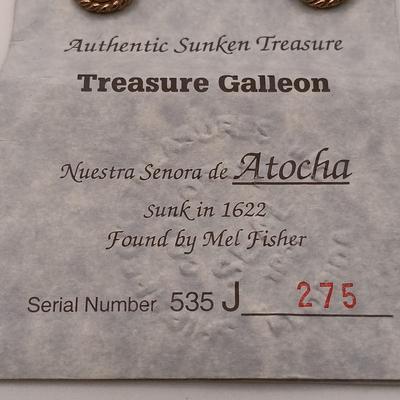 Authentic Sunken Treasure
Treasure Galleon
Nuestra Senora de Atocha
Sunk in 1622
Found by Mel Fisher
Serial Number 535 J 275